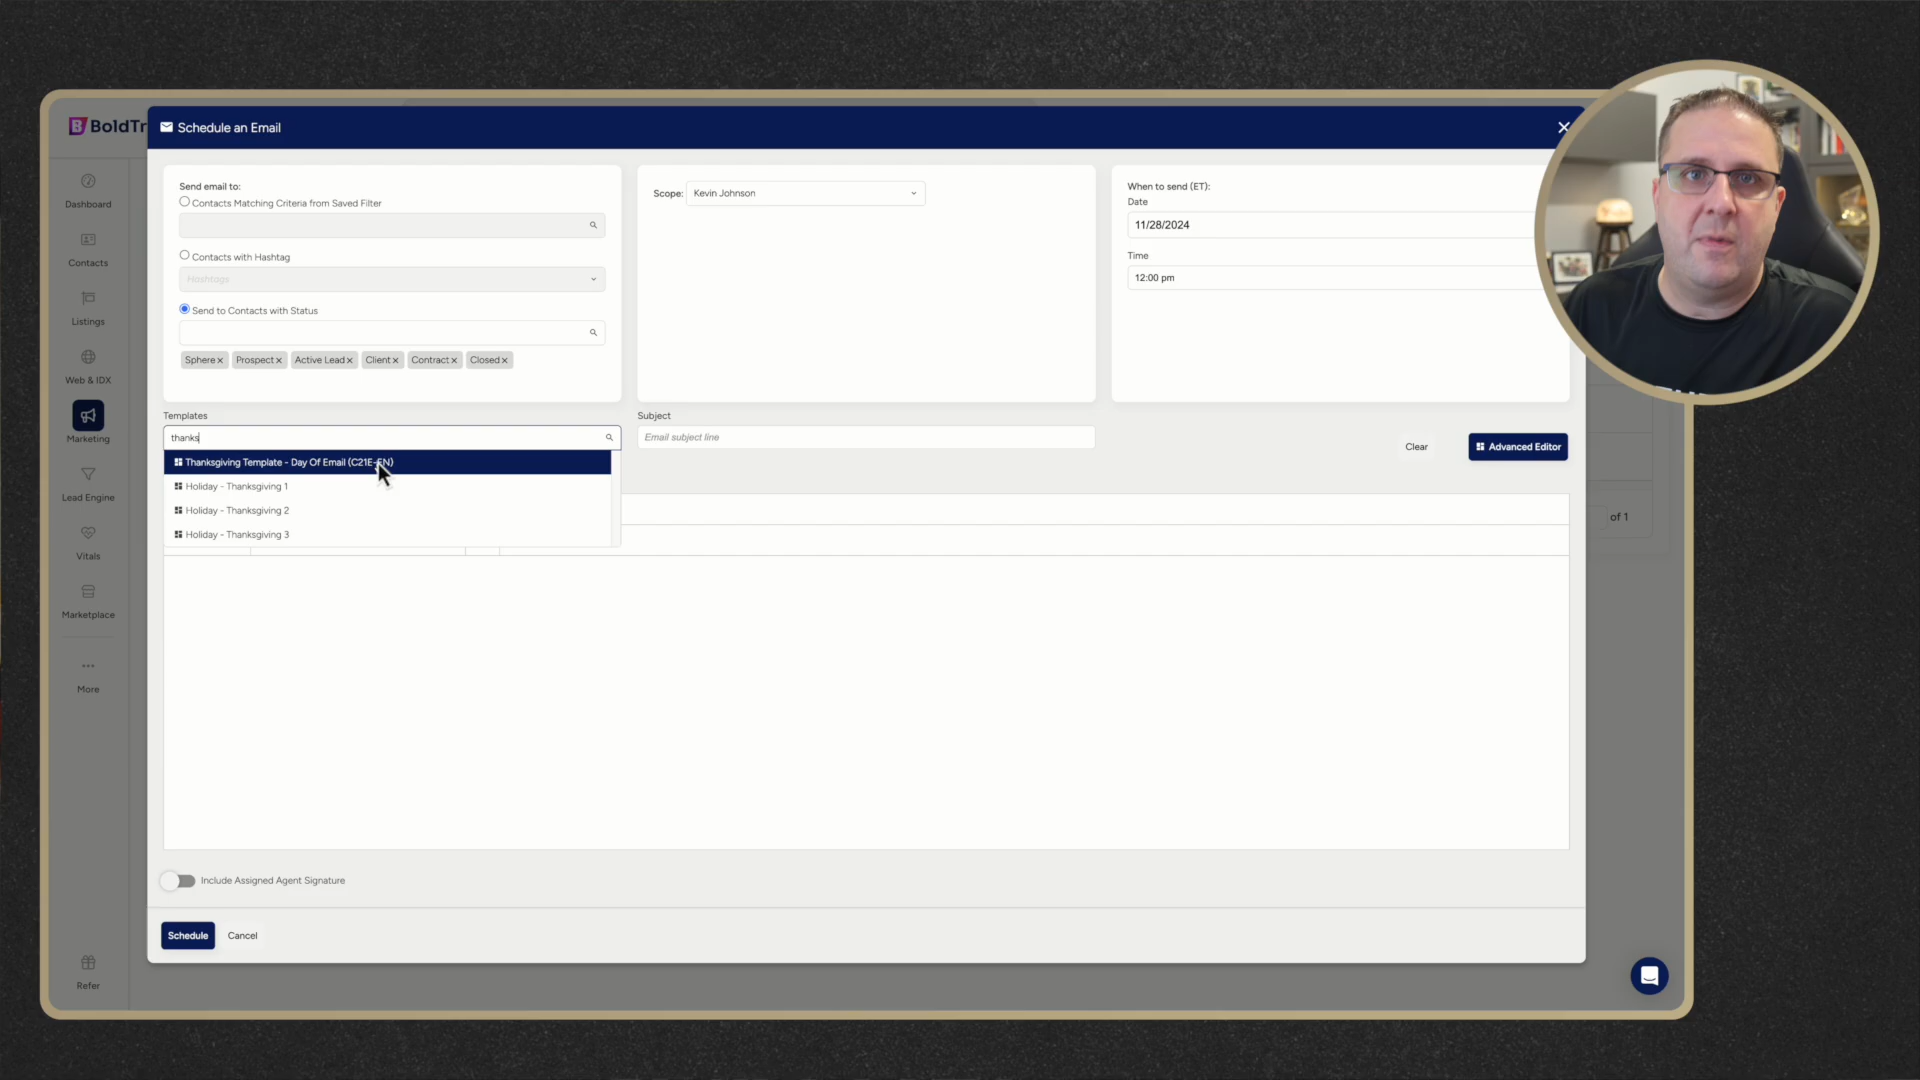 BoldTr
Schedule an Email
Dashboard
Contacts
Listings
Web & IDX
Marketing
Lead Engine
Vitals
Marketplace
More
Refer
Send email to:
Contacts Matching Criteria from Saved Filter
Contacts with Hashtag
Hashtags
Send to Contacts with Status
Sphere Prospect Active Lead Client Contract Closed
Scope: Kevin Johnson
When to send (ET):
Date
11/28/2024
Time
12:00 pm
Templates
thanks
Thanksgiving Template - Day Of Email (C21E-EN)
Holiday - Thanksgiving 1
Holiday - Thanksgiving 2
Holiday - Thanksgiving 3
Subject
Email subject line
Clear
Advanced Editor
of 1
Include Assigned Agent Signature
Schedule
Cancel